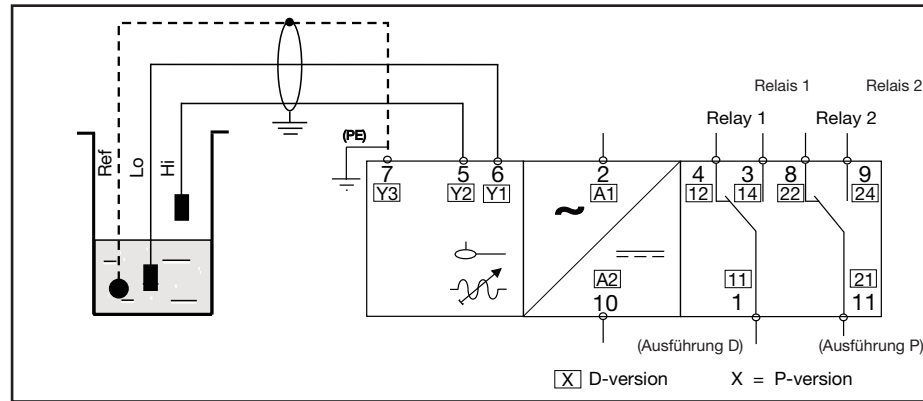 Relais 1 Relais 2
Relay 1 Relay 2
(PE)
Ref
Lo
Hi
7 5 6 2 4 3 8 9
Y3 Y2 Y1 A1 12 14 22 24
~
A2 11 21
10 1 11
(Ausführung D) (Ausführung P)
X D-version X = P-version